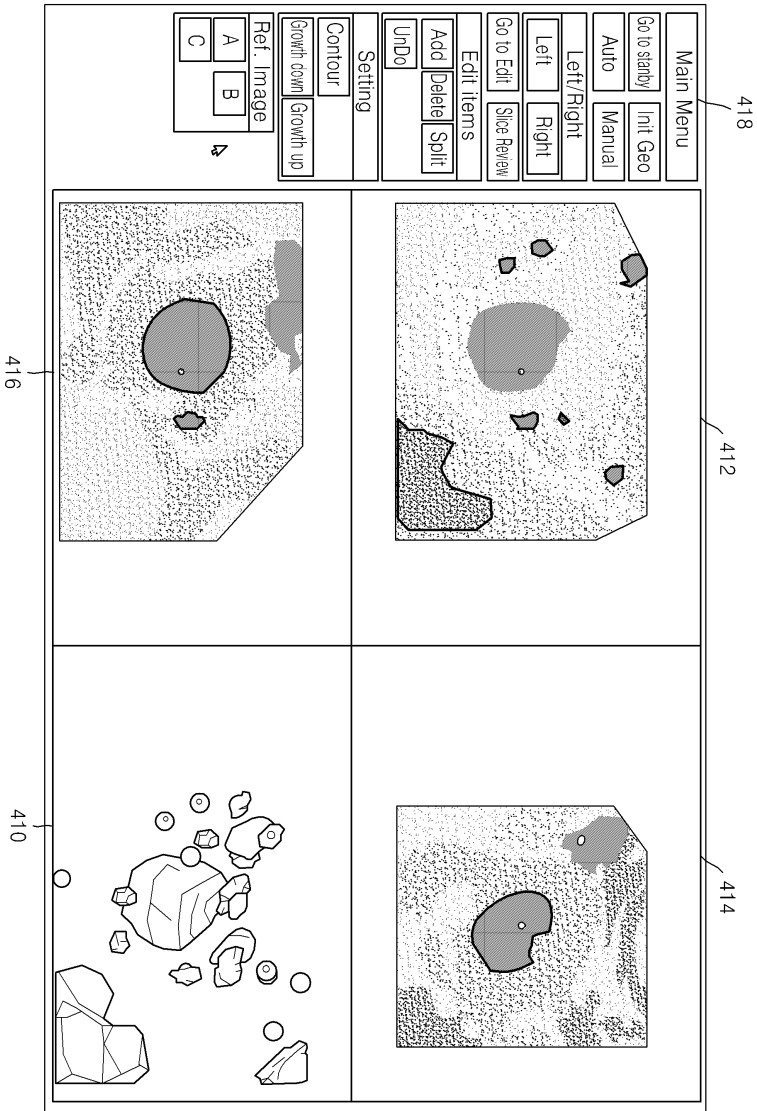 418
Main Menu
Go to stanby Init Geo
Auto Manual
Left/Right
Left Right
Go to Edit Slice Review
Edit items
Add Delete Split
UnDo
Setting
Contour
Growth down Growth up
Ref. Image
A B
C
412
414
416
410